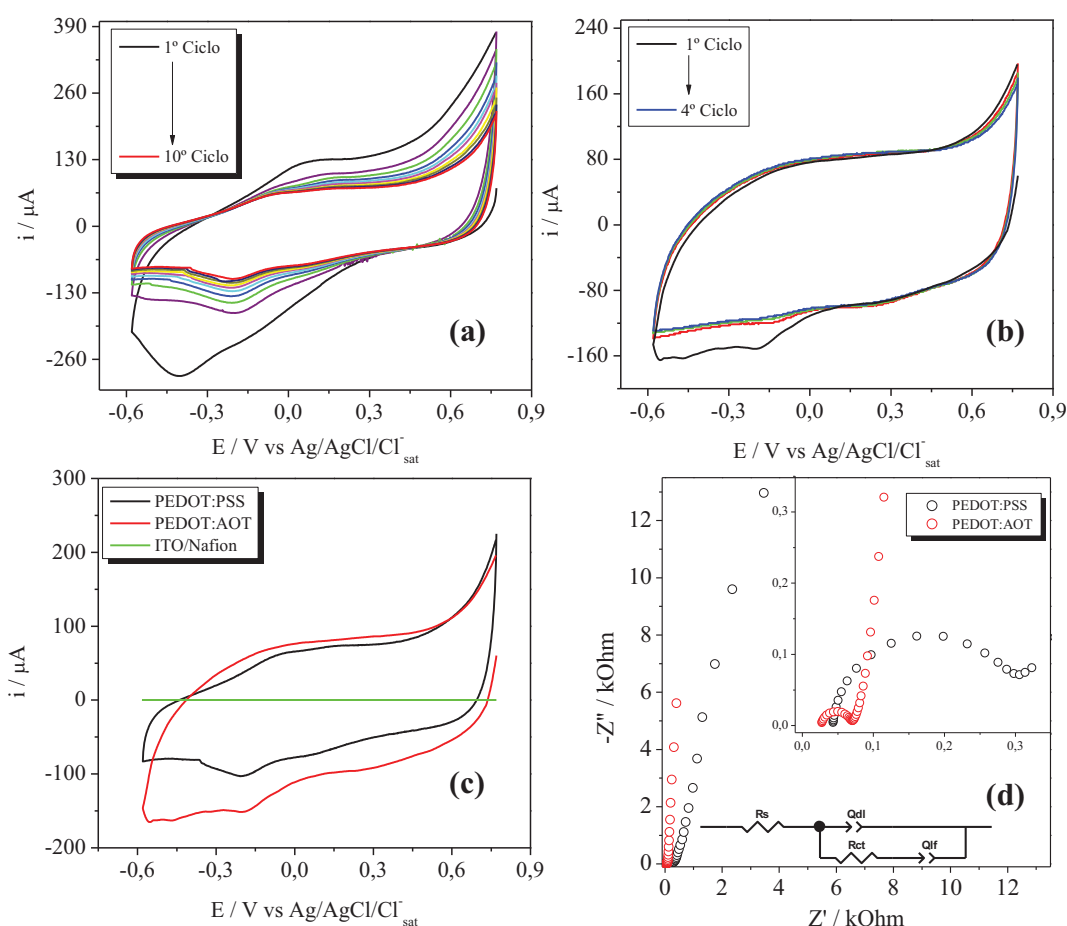 390
260
130
0
-130
-260
-0,6 -0,3 0,0 0,3 0,6 0,9
i / µA
E / V vs Ag/AgCl/Cl⁻sat
1º Ciclo
10º Ciclo
(a)
240
160
80
0
-80
-160
-0,6 -0,3 0,0 0,3 0,6 0,9
i / µA
E / V vs Ag/AgCl/Cl⁻sat
1º Ciclo
4º Ciclo
(b)
300
200
100
0
-100
-200
-0,6 -0,3 0,0 0,3 0,6 0,9
i / µA
E / V vs Ag/AgCl/Cl⁻sat
PEDOT:PSS
PEDOT:AOT
ITO/Nafion
(c)
12
10
8
6
4
2
0
0 2 4 6 8 10 12
-Z'' / kOhm
Z' / kOhm
0,3
0,2
0,1
0,0
0,0 0,1 0,2 0,3
PEDOT:PSS
PEDOT:AOT
(d)
Rs
Qdl
Rct
Qlf